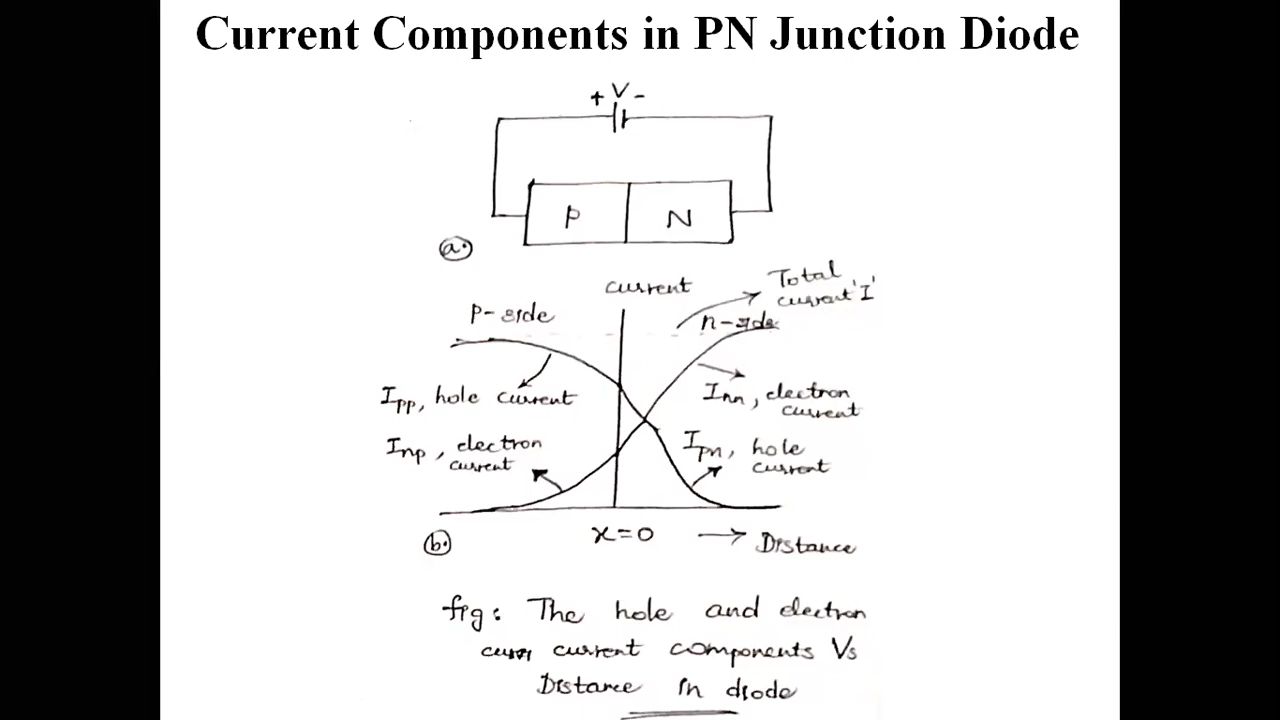 Current Components in PN Junction Diode
+ V -
P N
a.
current
Total
current 'I'
P-side
n-side
Ipp, hole current
Inn, electron
current
Inp, electron
current
Ipn, hole
current
x=0 → Distance
b.
fig: The hole and electron
current components Vs
Distance in diode